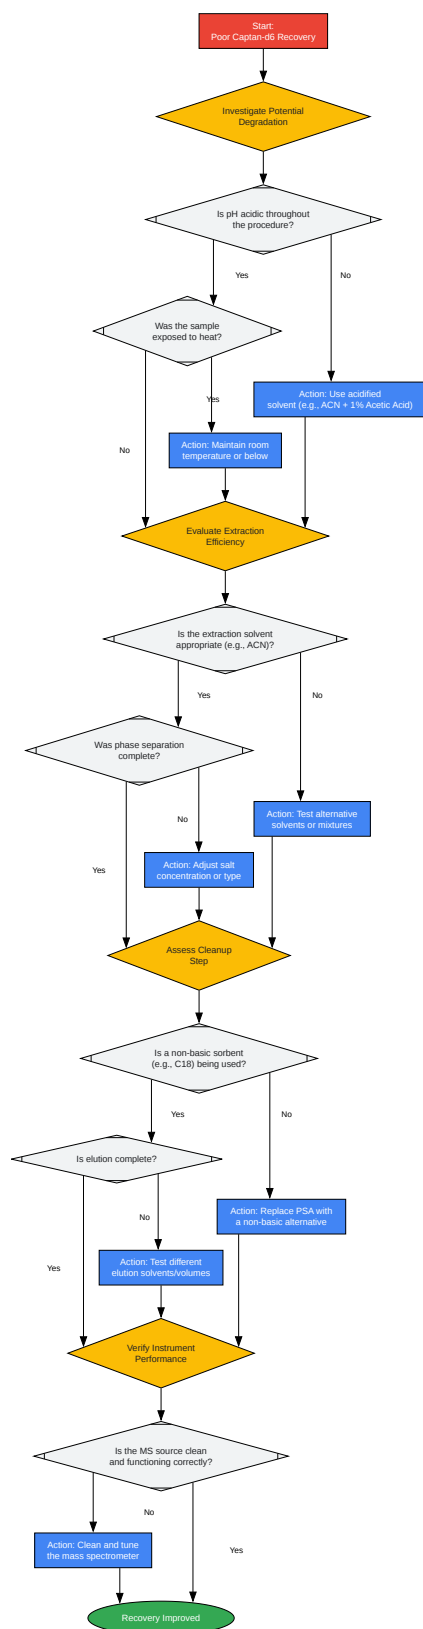 Start:
Poor Captan-d6 Recovery
Investigate Potential
Degradation
Is pH acidic throughout
the procedure?
Yes
No
Was the sample
exposed to heat?
Yes
Action: Use acidified
solvent (e.g., ACN + 1% Acetic Acid)
No
Action: Maintain room
temperature or below
Evaluate Extraction
Efficiency
Is the extraction solvent
appropriate (e.g., ACN)?
Yes
No
Was phase separation
complete?
No
Action: Test alternative
solvents or mixtures
Yes
Action: Adjust salt
concentration or type
Assess Cleanup
Step
Is a non-basic sorbent
(e.g., C18) being used?
Yes
No
Is elution complete?
No
Action: Replace PSA with
a non-basic alternative
Yes
Action: Test different
elution solvents/volumes
Verify Instrument
Performance
Is the MS source clean
and functioning correctly?
No
Yes
Action: Clean and tune
the mass spectrometer
Recovery Improved